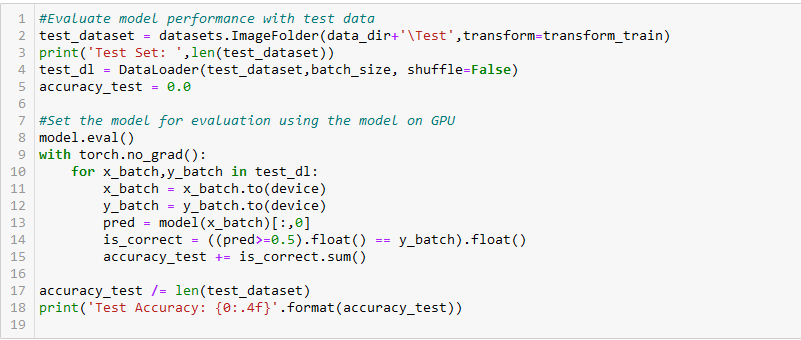 1 #Evaluate model performance with test data
2 test_dataset = datasets.ImageFolder(data_dir+'\Test',transform=transform_train)
3 print('Test Set: ',len(test_dataset))
4 test_dl = DataLoader(test_dataset,batch_size, shuffle=False)
5 accuracy_test = 0.0
6
7 #Set the model for evaluation using the model on GPU
8 model.eval()
9 with torch.no_grad():
10     for x_batch,y_batch in test_dl:
11         x_batch = x_batch.to(device)
12         y_batch = y_batch.to(device)
13         pred = model(x_batch)[:,0]
14         is_correct = ((pred>=0.5).float() == y_batch).float()
15         accuracy_test += is_correct.sum()
16
17 accuracy_test /= len(test_dataset)
18 print('Test Accuracy: {0:.4f}'.format(accuracy_test))
19